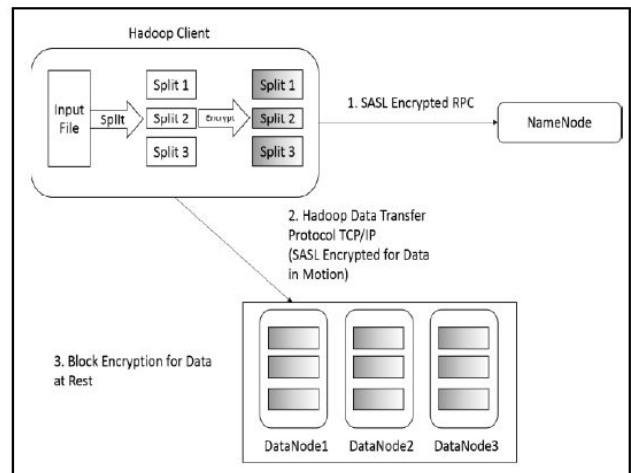 Hadoop Client
Input
File
Split
Split 1
Split 2
Split 3
Encrypt
Split 1
Split 2
Split 3
1. SASL Encrypted RPC
NameNode
2. Hadoop Data Transfer
Protocol TCP/IP
(SASL Encrypted for Data
in Motion)
3. Block Encryption for Data
at Rest
DataNode1
DataNode2
DataNode3